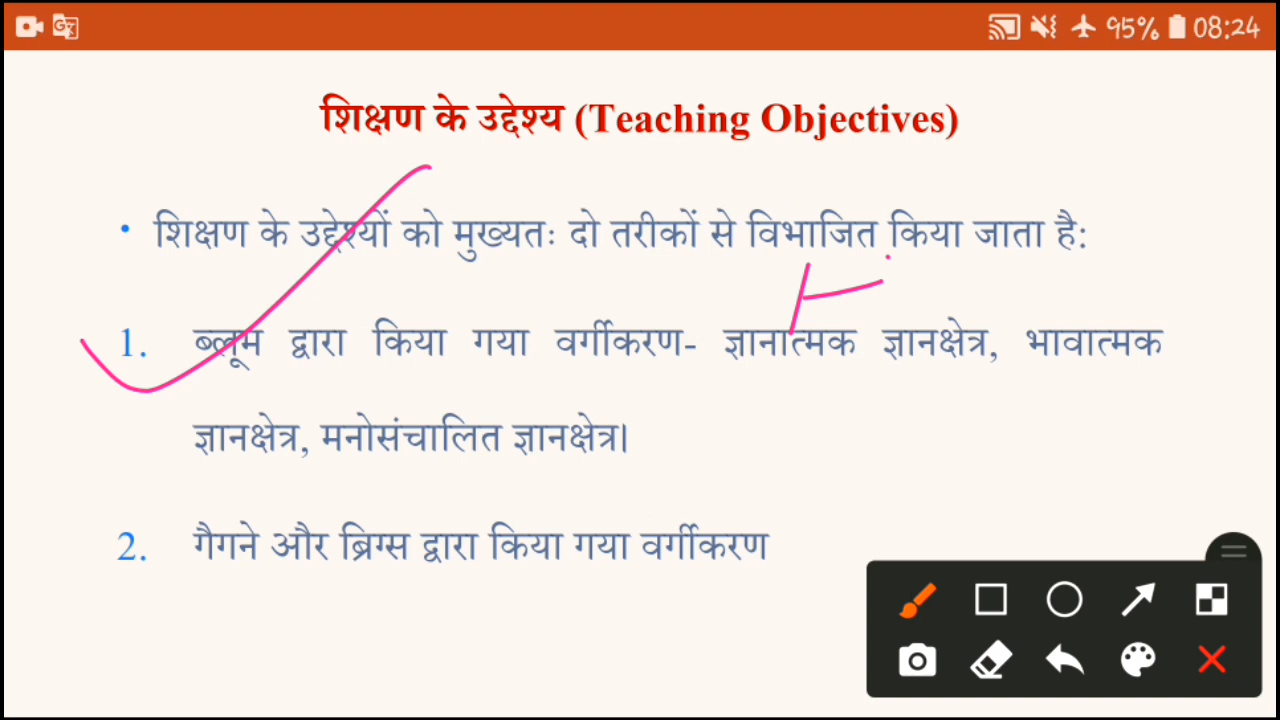 95% 08:24
शिक्षण के उद्देश्य (Teaching Objectives)
• शिक्षण के उद्देश्यों को मुख्यतः दो तरीकों से विभाजित किया जाता है:
1. ब्लूम द्वारा किया गया वर्गीकरण- ज्ञानात्मक ज्ञानक्षेत्र, भावात्मक
ज्ञानक्षेत्र, मनोसंचालित ज्ञानक्षेत्र।
2. गैगने और ब्रिग्स द्वारा किया गया वर्गीकरण